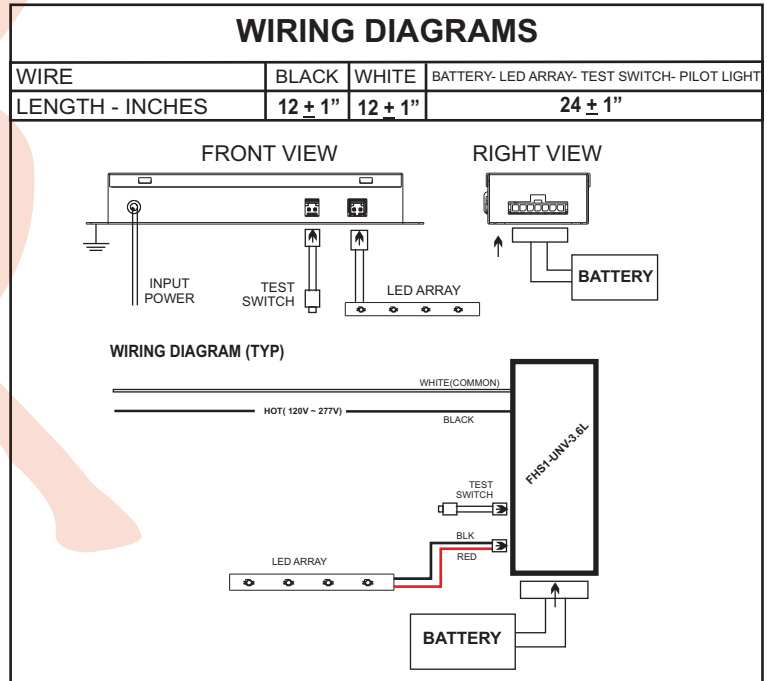 WIRING DIAGRAMS
WIRE BLACK WHITE BATTERY- LED ARRAY- TEST SWITCH- PILOT LIGHT
LENGTH - INCHES 12 ± 1” 12 ± 1” 24 ± 1”
FRONT VIEW RIGHT VIEW
INPUT
POWER
TEST
SWITCH
LED ARRAY
BATTERY
WIRING DIAGRAM (TYP)
WHITE(COMMON)
HOT( 120V ~ 277V)
BLACK
FHS1-UNV-3.6L
TEST
SWITCH
BLK
RED
LED ARRAY
BATTERY